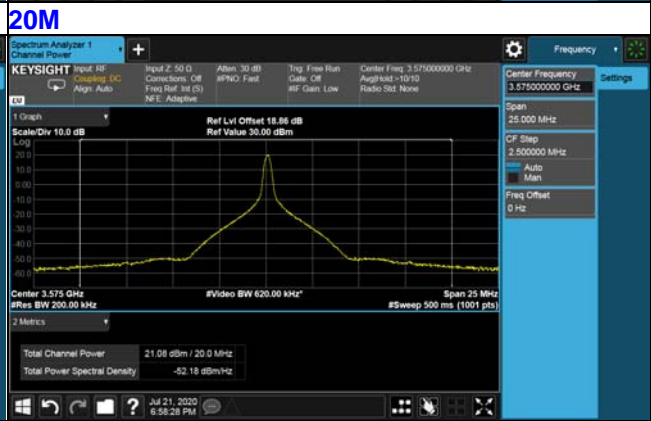 20M
Spectrum Analyzer 1
Channel Power
+
Frequency
KEYSIGHT
Input: RF
Coupling: DC
Align: Auto
Input Z: 50 Ω
Corrections: Off
Freq Ref: Int (S)
NFE: Adaptive
Atten: 30 dB
#PNO: Fast
Trig: Free Run
Gate: Off
#IF Gain: Low
Center Freq: 3.575000000 GHz
Avg|Hold:>10/10
Radio Std: None
Center Frequency
3.575000000 GHz
Settings
Span
25.000 MHz
CF Step
2.500000 MHz
Auto
Man
Freq Offset
0 Hz
1 Graph
Scale/Div 10.0 dB
Ref Lvl Offset 18.86 dB
Ref Value 30.00 dBm
Log
20.0
10.0
0.00
-10.0
-20.0
-30.0
-40.0
-50.0
-60.0
Center 3.575 GHz
#Res BW 200.00 kHz
#Video BW 620.00 kHz*
Span 25 MHz
#Sweep 500 ms (1001 pts)
2 Metrics
Total Channel Power 21.08 dBm / 20.0 MHz
Total Power Spectral Density -52.18 dBm/Hz
?
Jul 21, 2020
6:58:28 PM